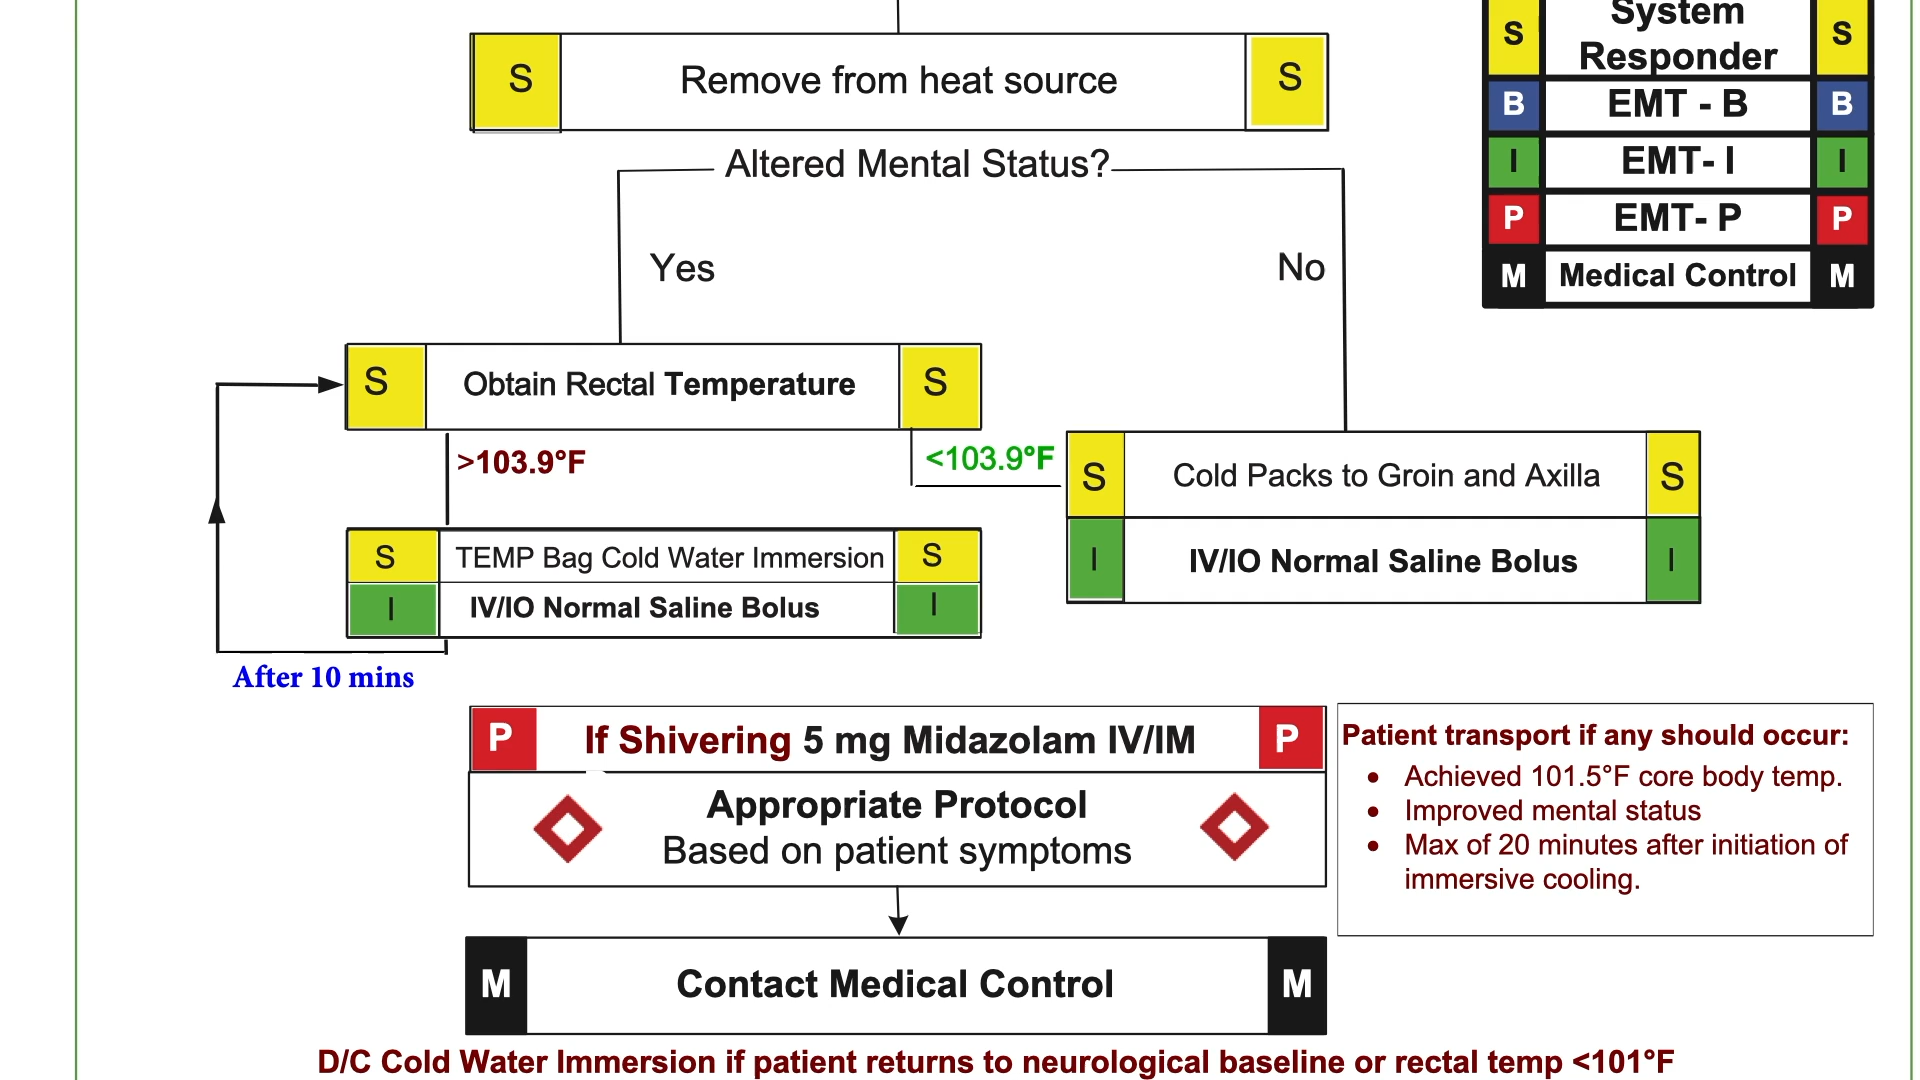 S Remove from heat source S
Altered Mental Status?
Yes
No
S Obtain Rectal Temperature S
>103.9°F
<103.9°F
S TEMP Bag Cold Water Immersion S
I IV/IO Normal Saline Bolus I
After 10 mins
S Cold Packs to Groin and Axilla S
I IV/IO Normal Saline Bolus I
P If Shivering 5 mg Midazolam IV/IM P
Appropriate Protocol
Based on patient symptoms
M Contact Medical Control M
D/C Cold Water Immersion if patient returns to neurological baseline or rectal temp <101°F
S System S
Responder
B EMT - B B
I EMT- I I
P EMT- P P
M Medical Control M
Patient transport if any should occur:
• Achieved 101.5°F core body temp.
• Improved mental status
• Max of 20 minutes after initiation of
immersive cooling.